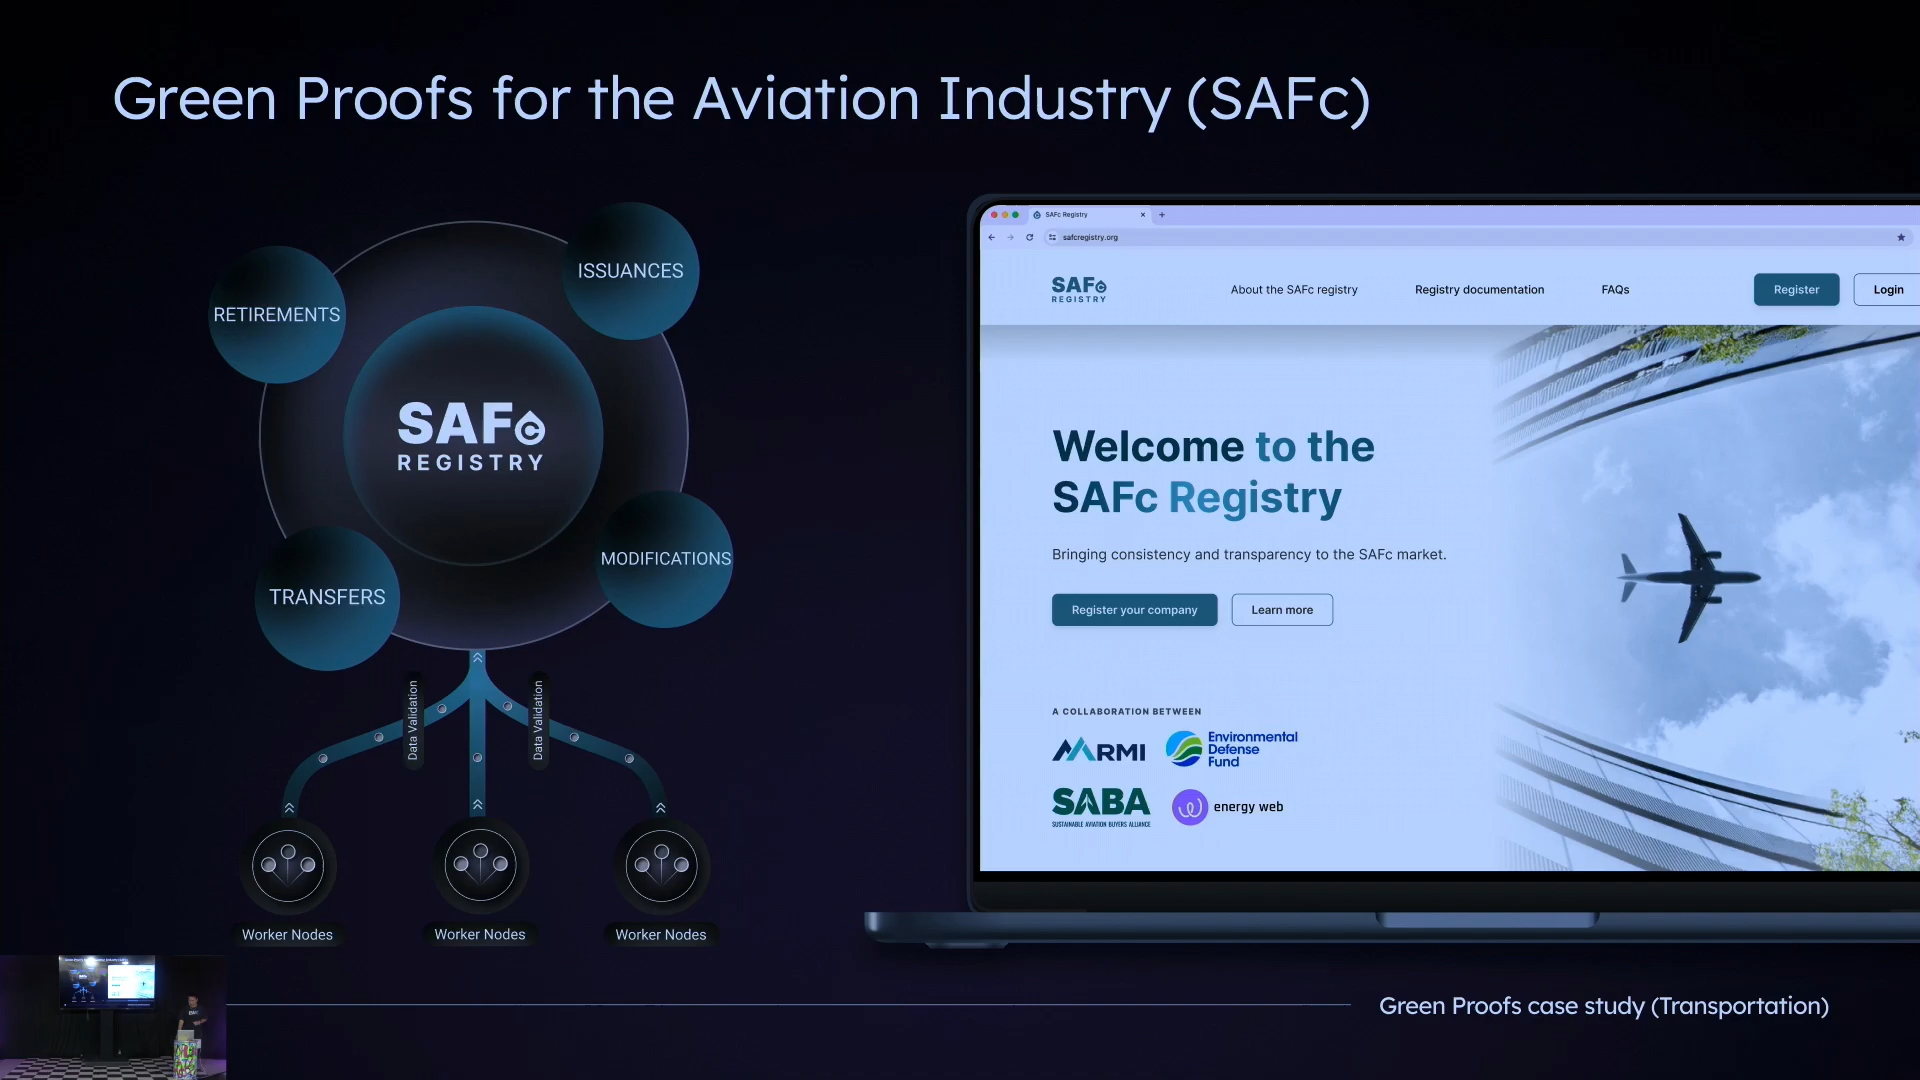 Green Proofs for the Aviation Industry (SAFc)
RETIREMENTS
ISSUANCES
SAFc
REGISTRY
TRANSFERS
MODIFICATIONS
Data Validation
Data Validation
Worker Nodes
Worker Nodes
Worker Nodes
SAFc Registry
safcregistry.org
SAFc
REGISTRY
About the SAFc registry
Registry documentation
FAQs
Register
Login
Welcome to the
SAFc Registry
Bringing consistency and transparency to the SAFc market.
Register your company
Learn more
A COLLABORATION BETWEEN
RMI
Environmental
Defense
Fund
SABA
SUSTAINABLE AVIATION BUYERS ALLIANCE
energy web
Green Proofs case study (Transportation)